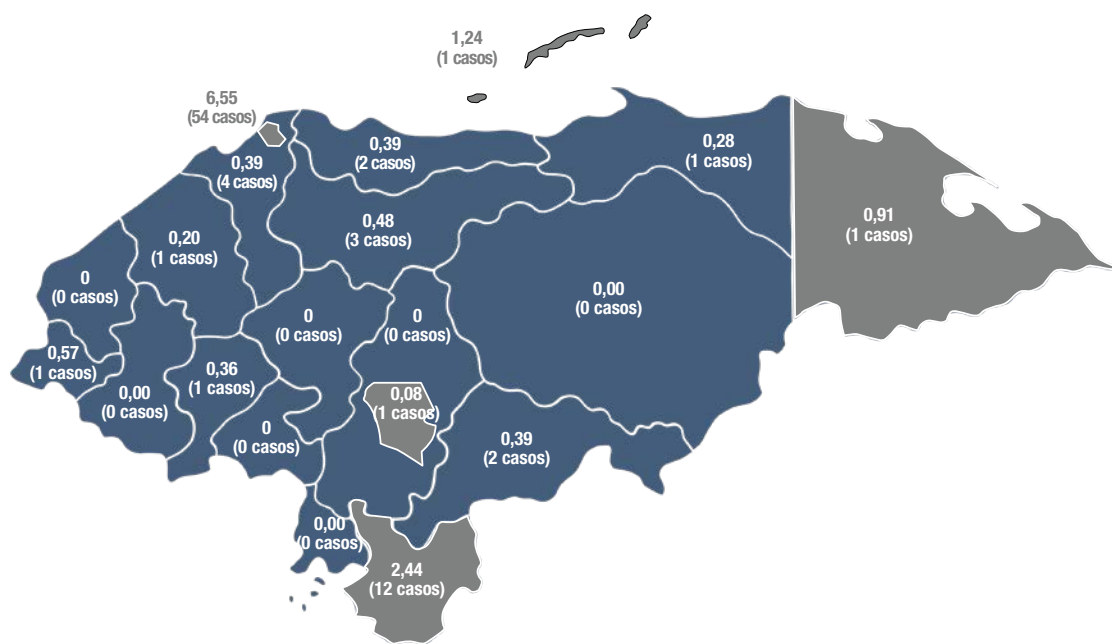 1,24
(1 casos)
6,55
(54 casos)
0,39
(4 casos)
0,39
(2 casos)
0,28
(1 casos)
0,48
(3 casos)
0,91
(1 casos)
0,20
(1 casos)
0
(0 casos)
0,00
(0 casos)
0
(0 casos)
0
(0 casos)
0,57
(1 casos)
0,36
(1 casos)
0,00
(0 casos)
0,08
(1 casos)
0
(0 casos)
0,39
(2 casos)
0,00
(0 casos)
2,44
(12 casos)